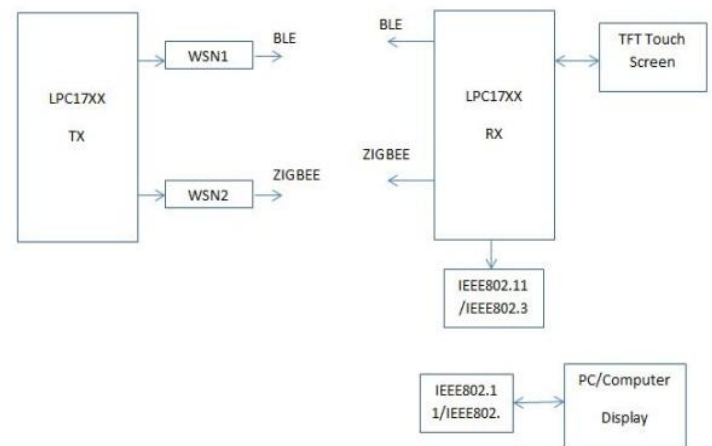 BLE
WSN1
LPC17XX
TX
ZIGBEE
WSN2
BLE
LPC17XX
RX
ZIGBEE
TFT Touch
Screen
IEEE802.11
/IEEE802.3
IEEE802.1
1/IEEE802.
PC/Computer
Display